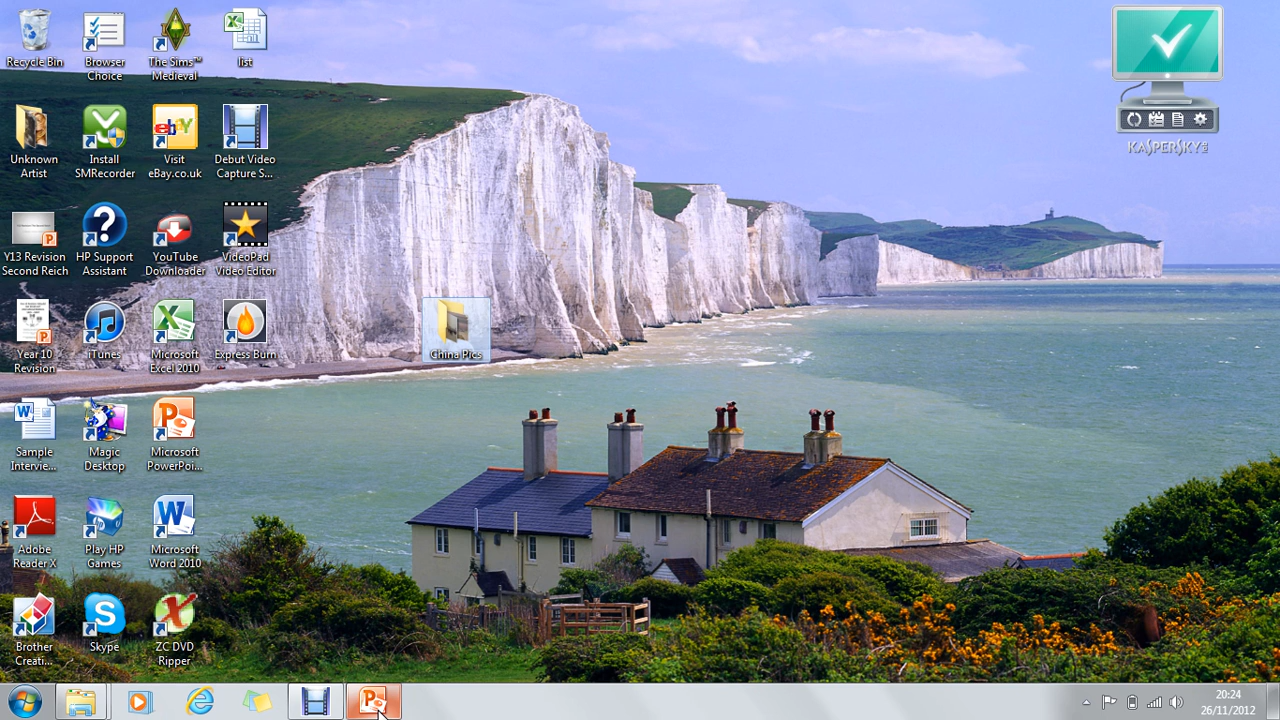 Recycle Bin
Browser
Choice
The Sims™
Medieval
list
Unknown
Artist
Install
SMRecorder
Visit
eBay.co.uk
Debut Video
Capture S...
Y13 Revision
Second Reich
HP Support
Assistant
YouTube
Downloader
VideoPad
Video Editor
Year 10
Revision
iTunes
Microsoft
Excel 2010
Express Burn
China Pics
Sample
Intervie...
Magic
Desktop
Microsoft
PowerPoi...
Adobe
Reader X
Play HP
Games
Microsoft
Word 2010
Brother
Creati...
Skype
ZC DVD
Ripper
KASPERSKY
20:24
26/11/2012